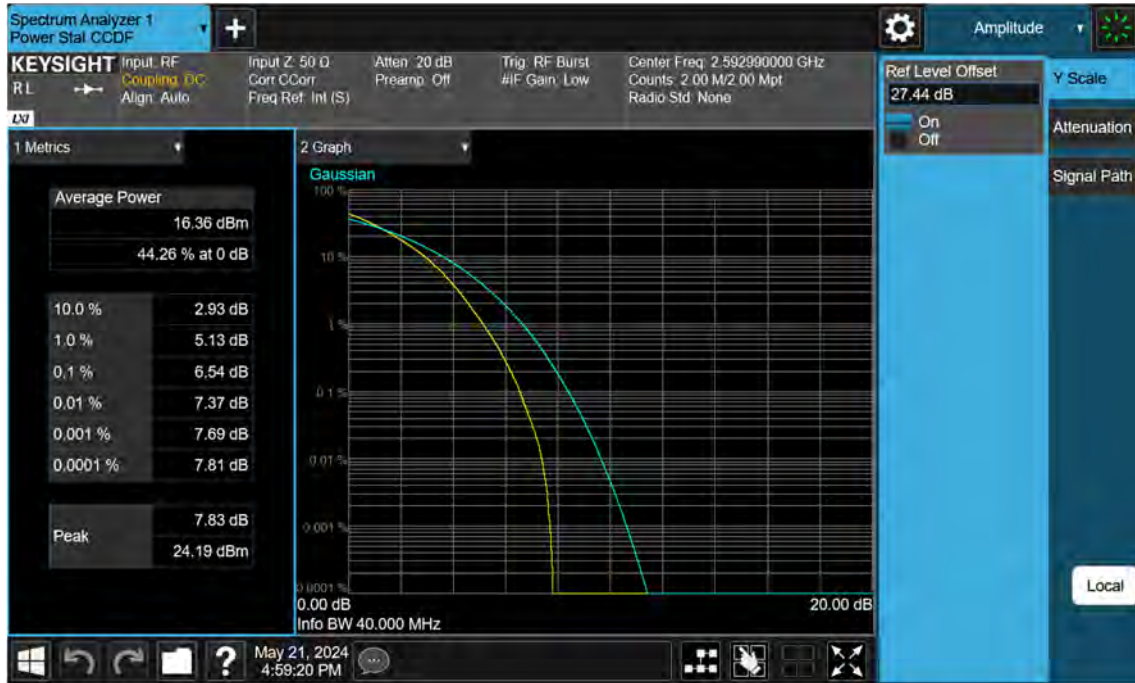 Spectrum Analyzer 1
Power Stat CCDF
+
Amplitude
KEYSIGHT
RL
LXI
Input: RF
Coupling: DC
Align: Auto
Input Z: 50 Ω
Corr CCorr
Freq Ref: Int (S)
Atten: 20 dB
Preamp: Off
Trig: RF Burst
#IF Gain: Low
Center Freq: 2.592990000 GHz
Counts: 2.00 M/2.00 Mpt
Radio Std: None
Ref Level Offset
27.44 dB
On
Off
Y Scale
Attenuation
Signal Path
1 Metrics
Average Power
16.36 dBm
44.26 % at 0 dB
10.0 % 2.93 dB
1.0 % 5.13 dB
0.1 % 6.54 dB
0.01 % 7.37 dB
0.001 % 7.69 dB
0.0001 % 7.81 dB
Peak
7.83 dB
24.19 dBm
2 Graph
Gaussian
100 %
10 %
1 %
0.1 %
0.01 %
0.001 %
0.0001 %
0.00 dB 20.00 dB
Info BW 40.000 MHz
Local
?
May 21, 2024
4:59:20 PM